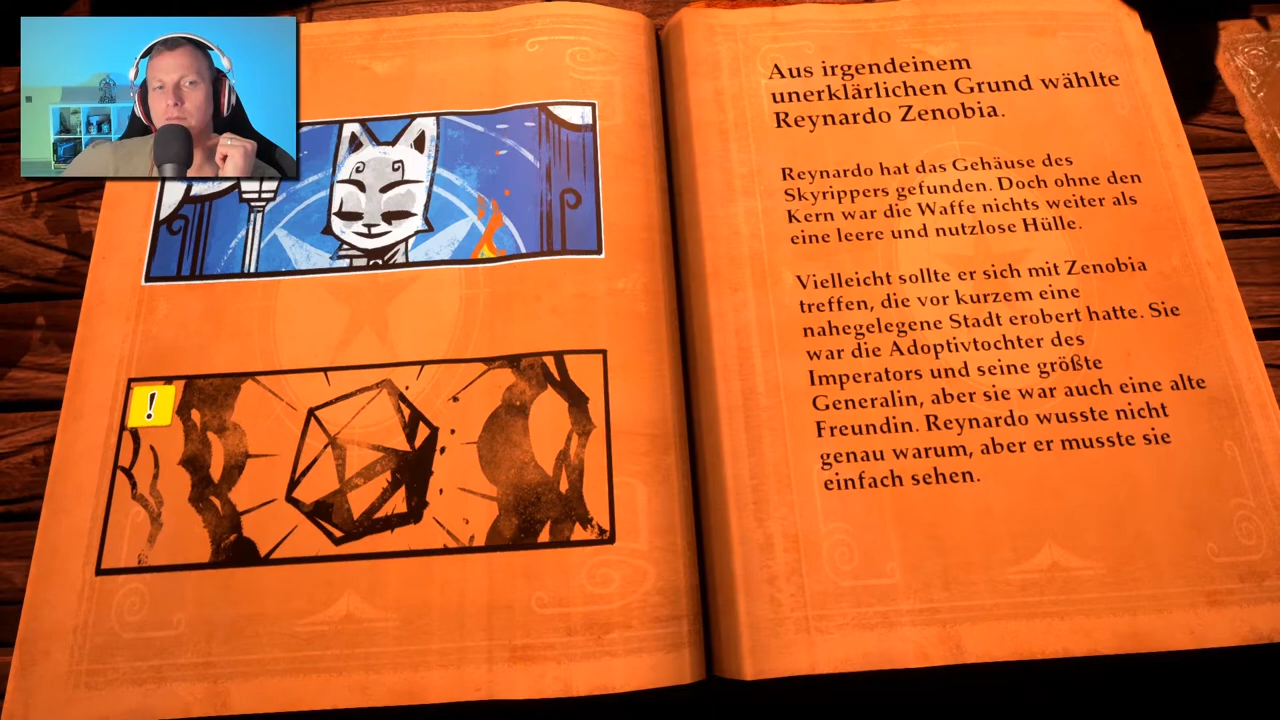 Aus irgendeinem
unerklärlichen Grund wählte
Reynardo Zenobia.
Reynardo hat das Gehäuse des
Skyrippers gefunden. Doch ohne den
Kern war die Waffe nichts weiter als
eine leere und nutzlose Hülle.
Vielleicht sollte er sich mit Zenobia
treffen, die vor kurzem eine
nahegelegene Stadt erobert hatte. Sie
war die Adoptivtochter des
Imperators und seine größte
Generalin, aber sie war auch eine alte
Freundin. Reynardo wusste nicht
genau warum, aber er musste sie
einfach sehen.
!